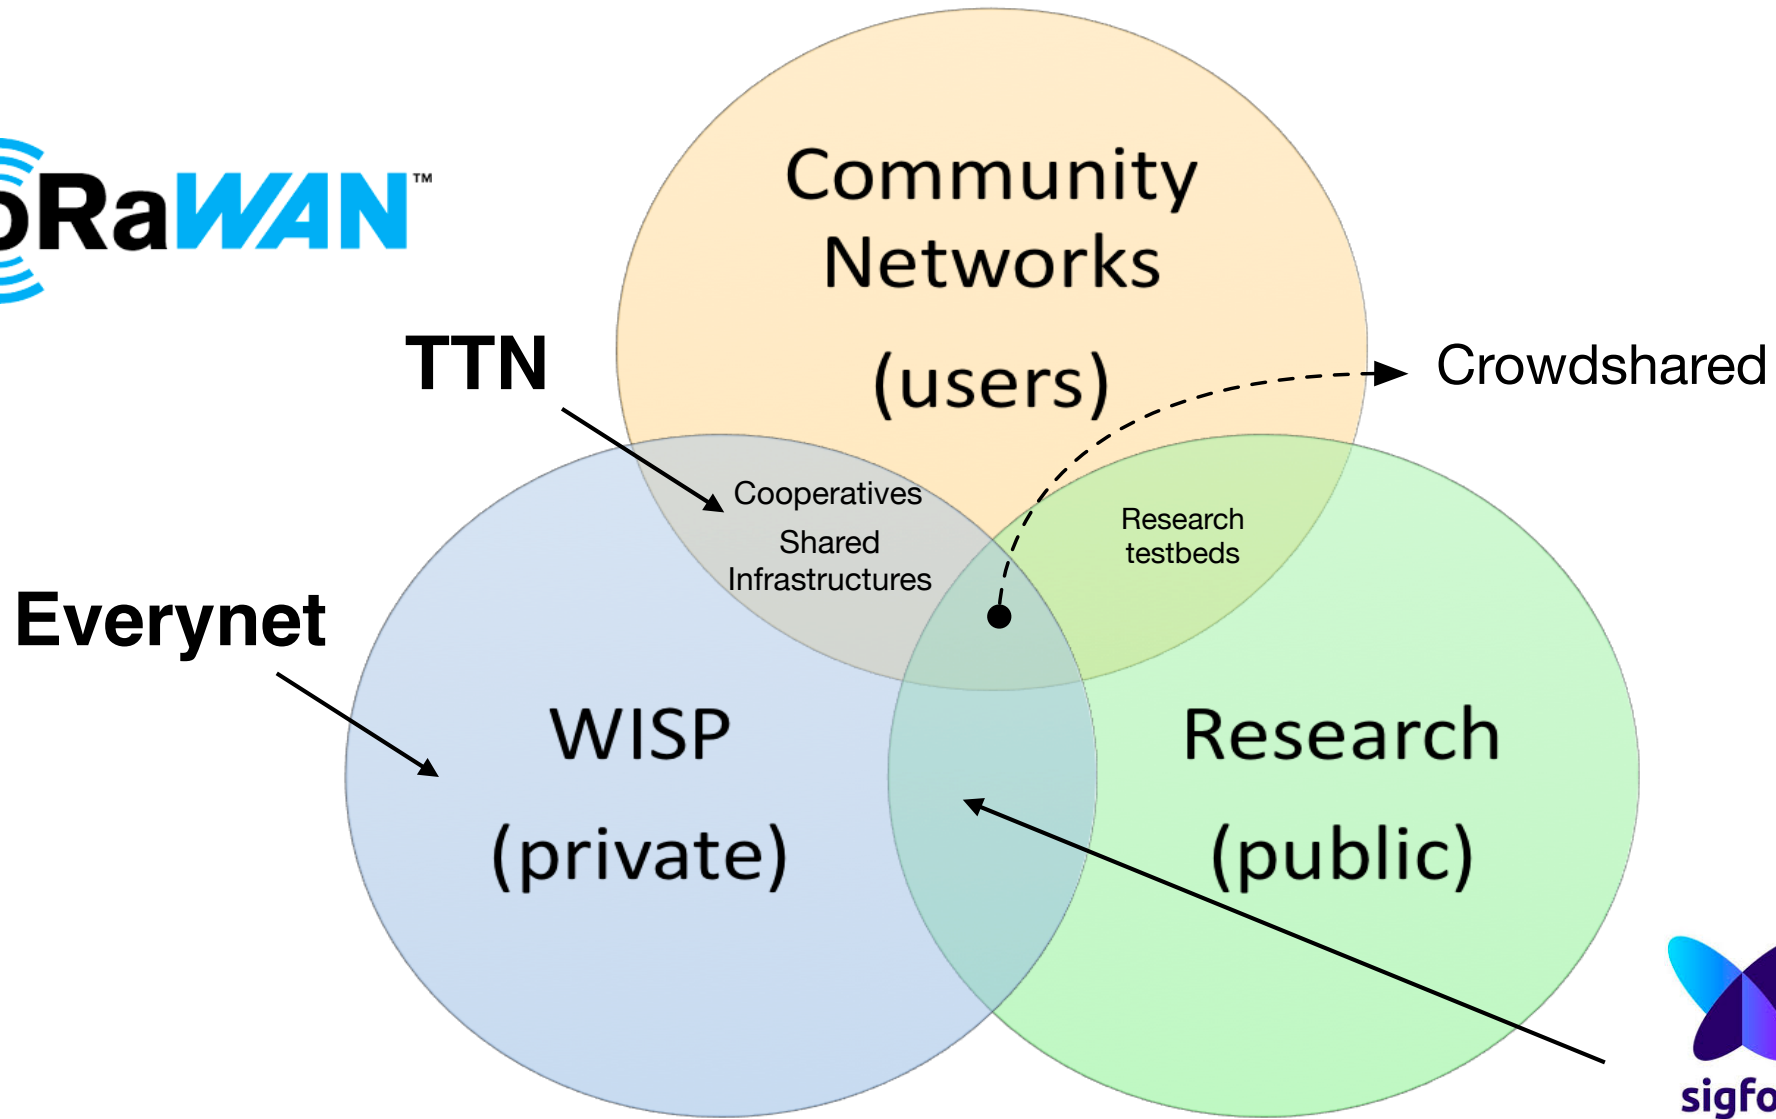 oRaWAN™
Community
Networks
(users)
TTN
Crowdshared
Cooperatives
Shared
Infrastructures
Research
testbeds
Everynet
WISP
(private)
Research
(public)
sigfo